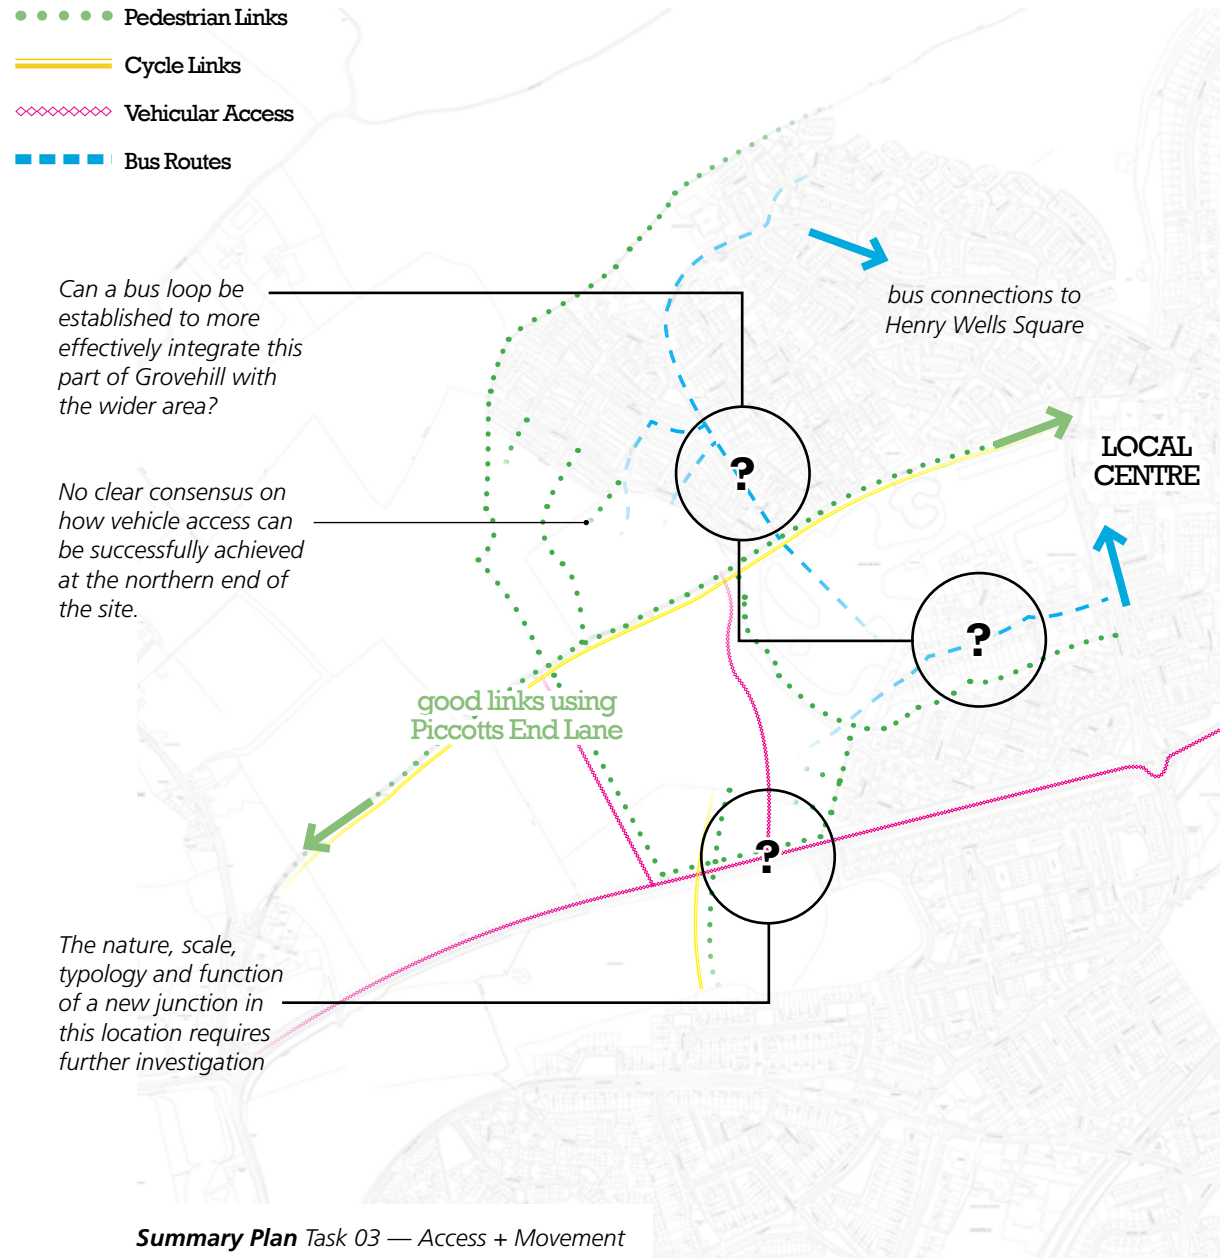 Pedestrian Links
Cycle Links
Vehicular Access
Bus Routes
Can a bus loop be
established to more
effectively integrate this
part of Grovehill with
the wider area?
bus connections to
Henry Wells Square
?
LOCAL
CENTRE
No clear consensus on
how vehicle access can
be successfully achieved
at the northern end of
the site.
?
good links using
Piccotts End Lane
?
The nature, scale,
typology and function
of a new junction in
this location requires
further investigation
Summary Plan Task 03 — Access + Movement